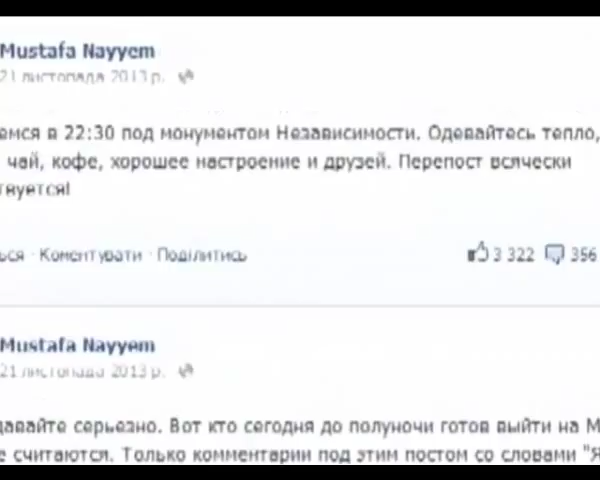 Mustafa Nayyem
21 листопада 2013 р.
емся в 22:30 под монументом Независимости. Одевайтесь тепло,
чай, кофе, хорошее настроение и друзей. Перепост всячески
твуется!
ься · Коментувати · Поділитись 3 322 356
Mustafa Nayyem
21 листопада 2013 р.
давайте серьезно. Вот кто сегодня до полуночи готов выйти на М
е считаются. Только комментарии под этим постом со словами "Я